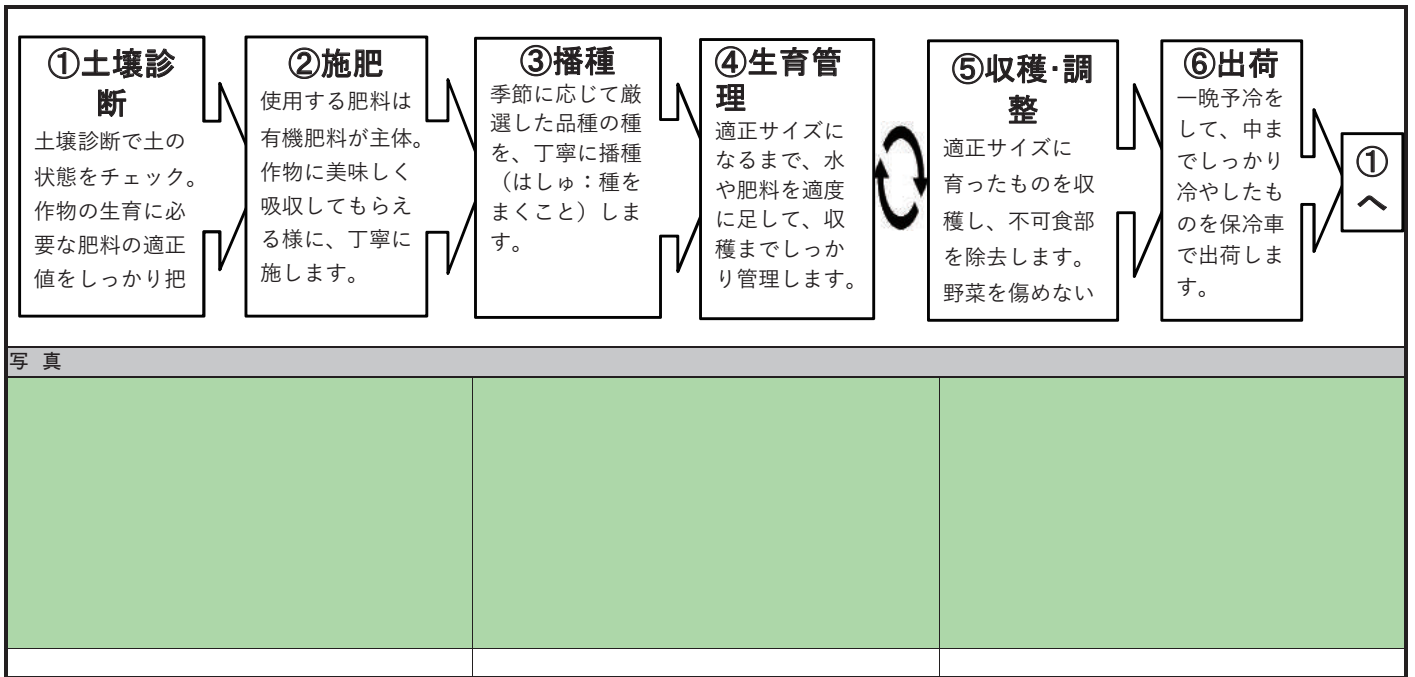 ①土壌診
断
土壌診断で土の
状態をチェック。
作物の生育に必
要な肥料の適正
値をしっかり把
②施肥
使用する肥料は
有機肥料が主体。
作物に美味しく
吸収してもらえ
る様に、丁寧に
施します。
③播種
季節に応じて厳
選した品種の種
を、丁寧に播種
（はしゅ：種を
まくこと）しま
す。
④生育管
理
適正サイズに
なるまで、水
や肥料を適度
に足して、収
穫までしっか
り管理します。
⑤収穫･調
整
適正サイズに
育ったものを収
穫し、不可食部
を除去します。
野菜を傷めない
⑥出荷
一晩予冷を
して、中ま
でしっかり
冷やしたも
のを保冷車
で出荷しま
す。
①
へ
写 真